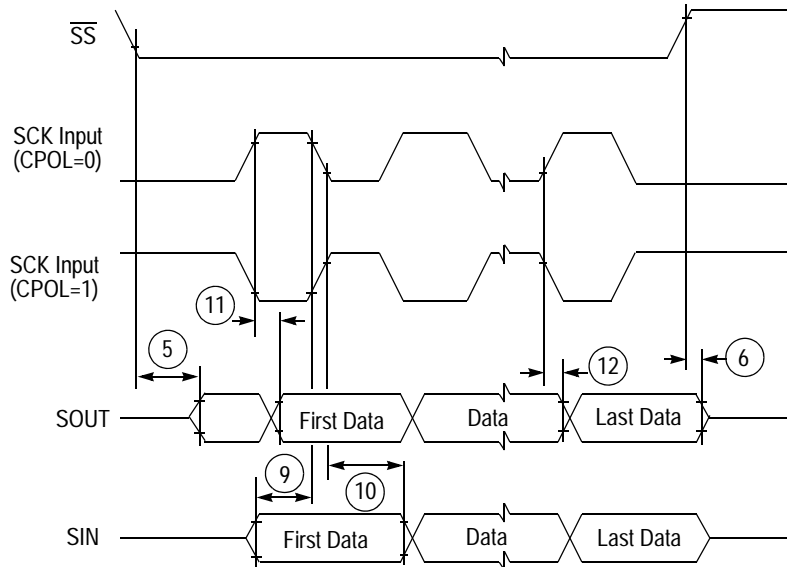 SS
SCK Input
(CPOL=0)
SCK Input
(CPOL=1)
11
5
12
6
SOUT
First Data
Data
Last Data
9
10
SIN
First Data
Data
Last Data